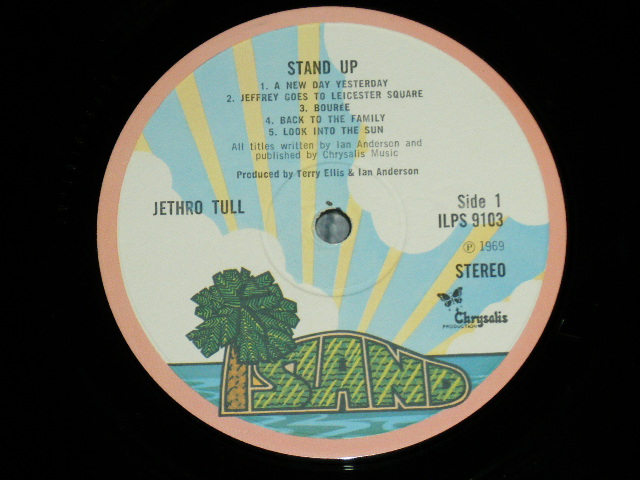 STAND UP
1. A NEW DAY YESTERDAY
2. JEFFREY GOES TO LEICESTER SQUARE
3. BOURÉE
4. BACK TO THE FAMILY
5. LOOK INTO THE SUN
All titles written by Ian Anderson and
published by Chrysalis Music
Produced by Terry Ellis & Ian Anderson
JETHRO TULL
Side 1
ILPS 9103
Ⓟ 1969
STEREO
Chrysalis
PRODUCTION
ISLAND